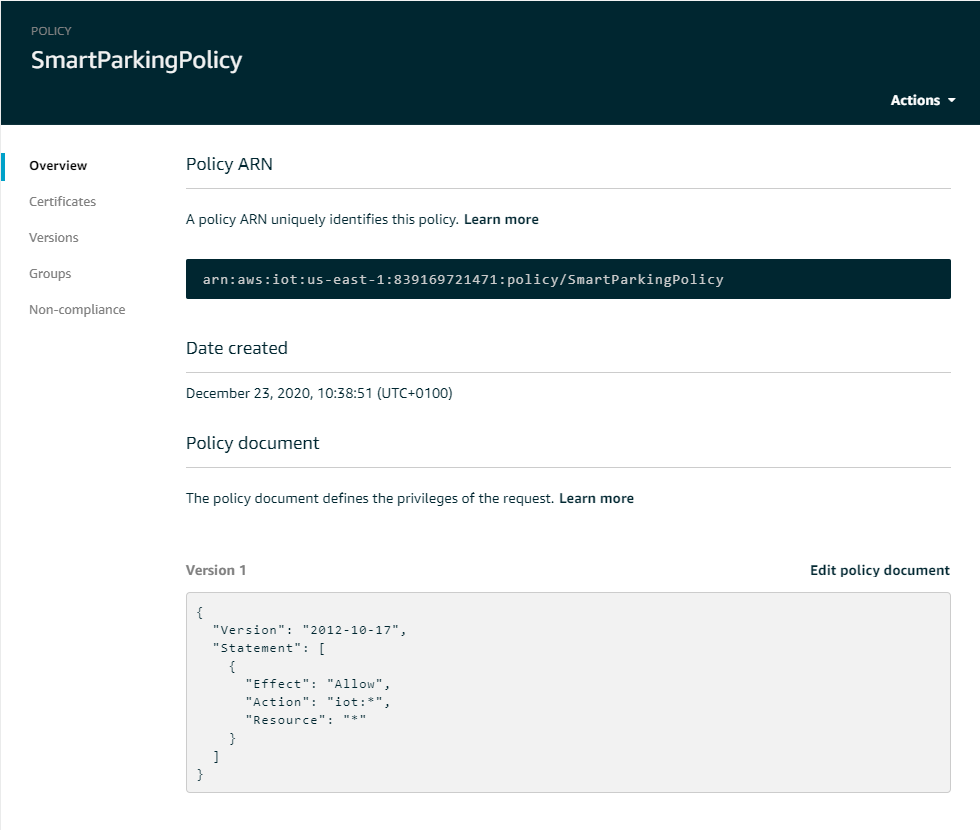 POLICY
SmartParkingPolicy
Actions
Overview
Certificates
Versions
Groups
Non-compliance
Policy ARN
A policy ARN uniquely identifies this policy. Learn more
arn:aws:iot:us-east-1:839169721471:policy/SmartParkingPolicy
Date created
December 23, 2020, 10:38:51 (UTC+0100)
Policy document
The policy document defines the privileges of the request. Learn more
Version 1
Edit policy document
{
  "Version": "2012-10-17",
  "Statement": [
    {
      "Effect": "Allow",
      "Action": "iot:*",
      "Resource": "*"
    }
  ]
}